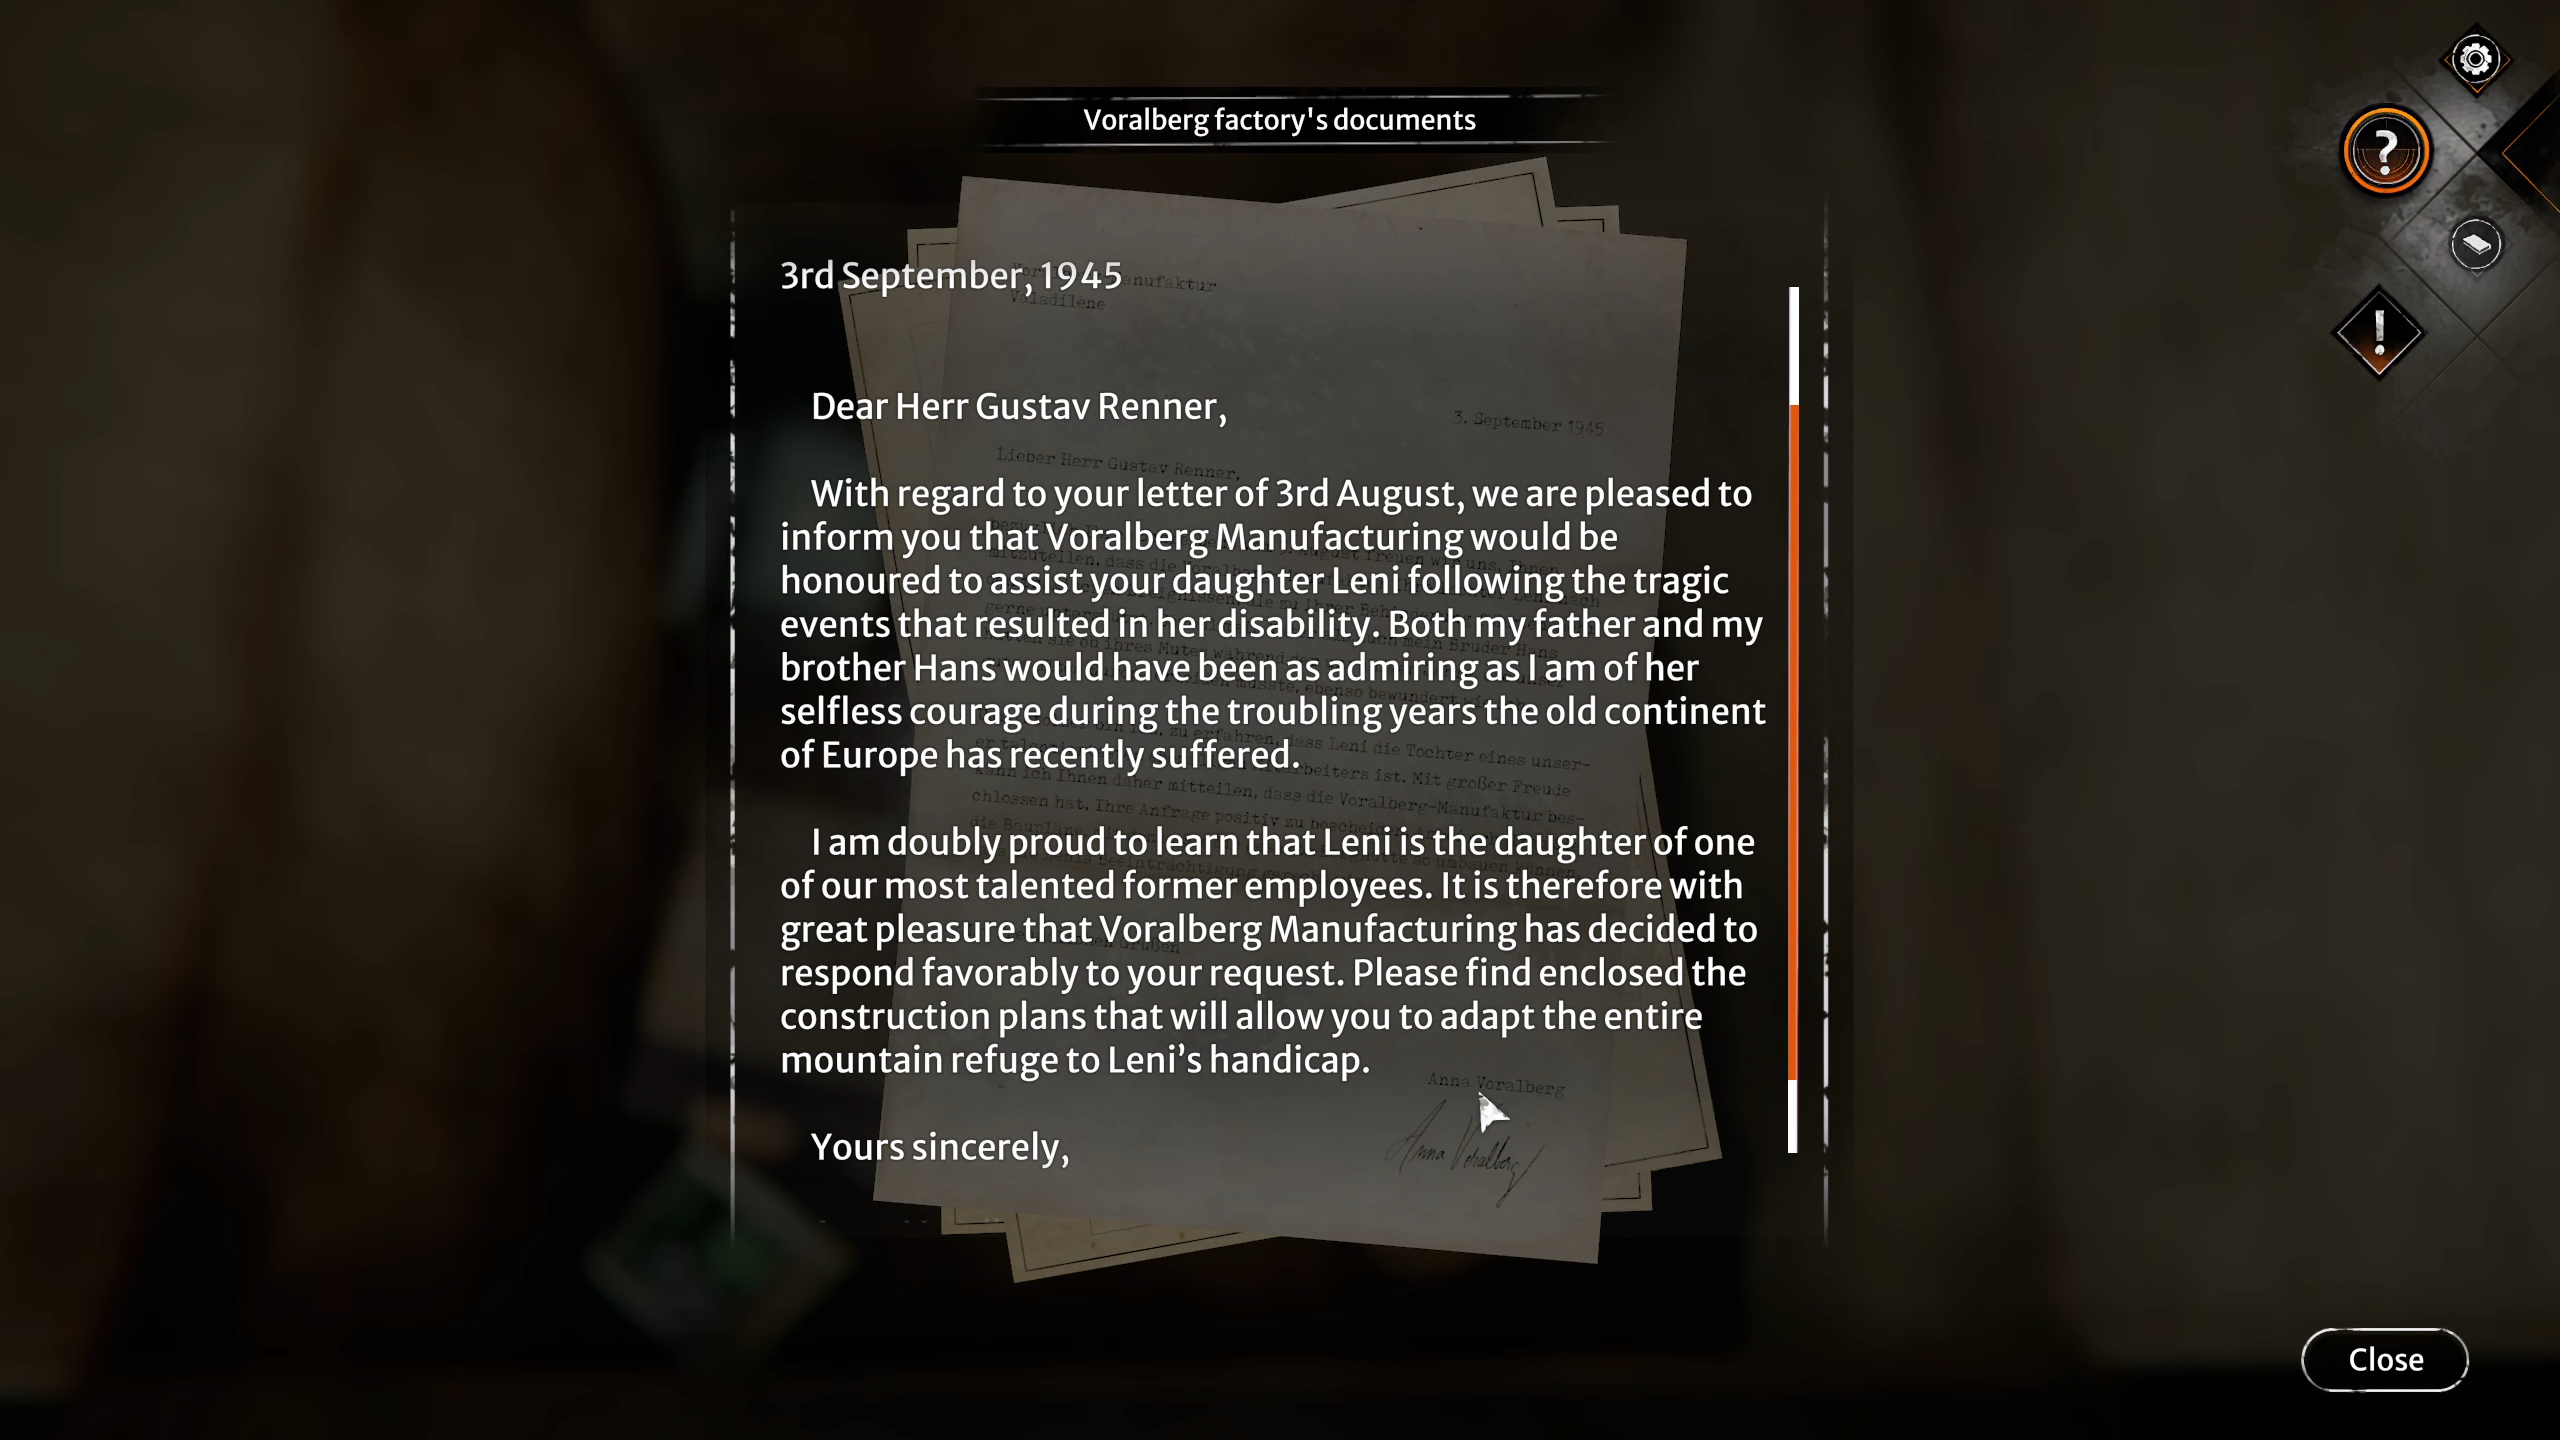 Voralberg factory's documents
3rd September, 1945
Valadilène
Dear Herr Gustav Renner,
3. September 1945
Lieber Herr Gustav Renner,
With regard to your letter of 3rd August, we are pleased to
inform you that Voralberg Manufacturing would be
honoured to assist your daughter Leni following the tragic
events that resulted in her disability. Both my father and my
brother Hans would have been as admiring as I am of her
selfless courage during the troubling years the old continent
of Europe has recently suffered.
I am doubly proud to learn that Leni is the daughter of one
of our most talented former employees. It is therefore with
great pleasure that Voralberg Manufacturing has decided to
respond favorably to your request. Please find enclosed the
construction plans that will allow you to adapt the entire
mountain refuge to Leni’s handicap.
Anna Voralberg
Yours sincerely,
Anna Voralberg
Close